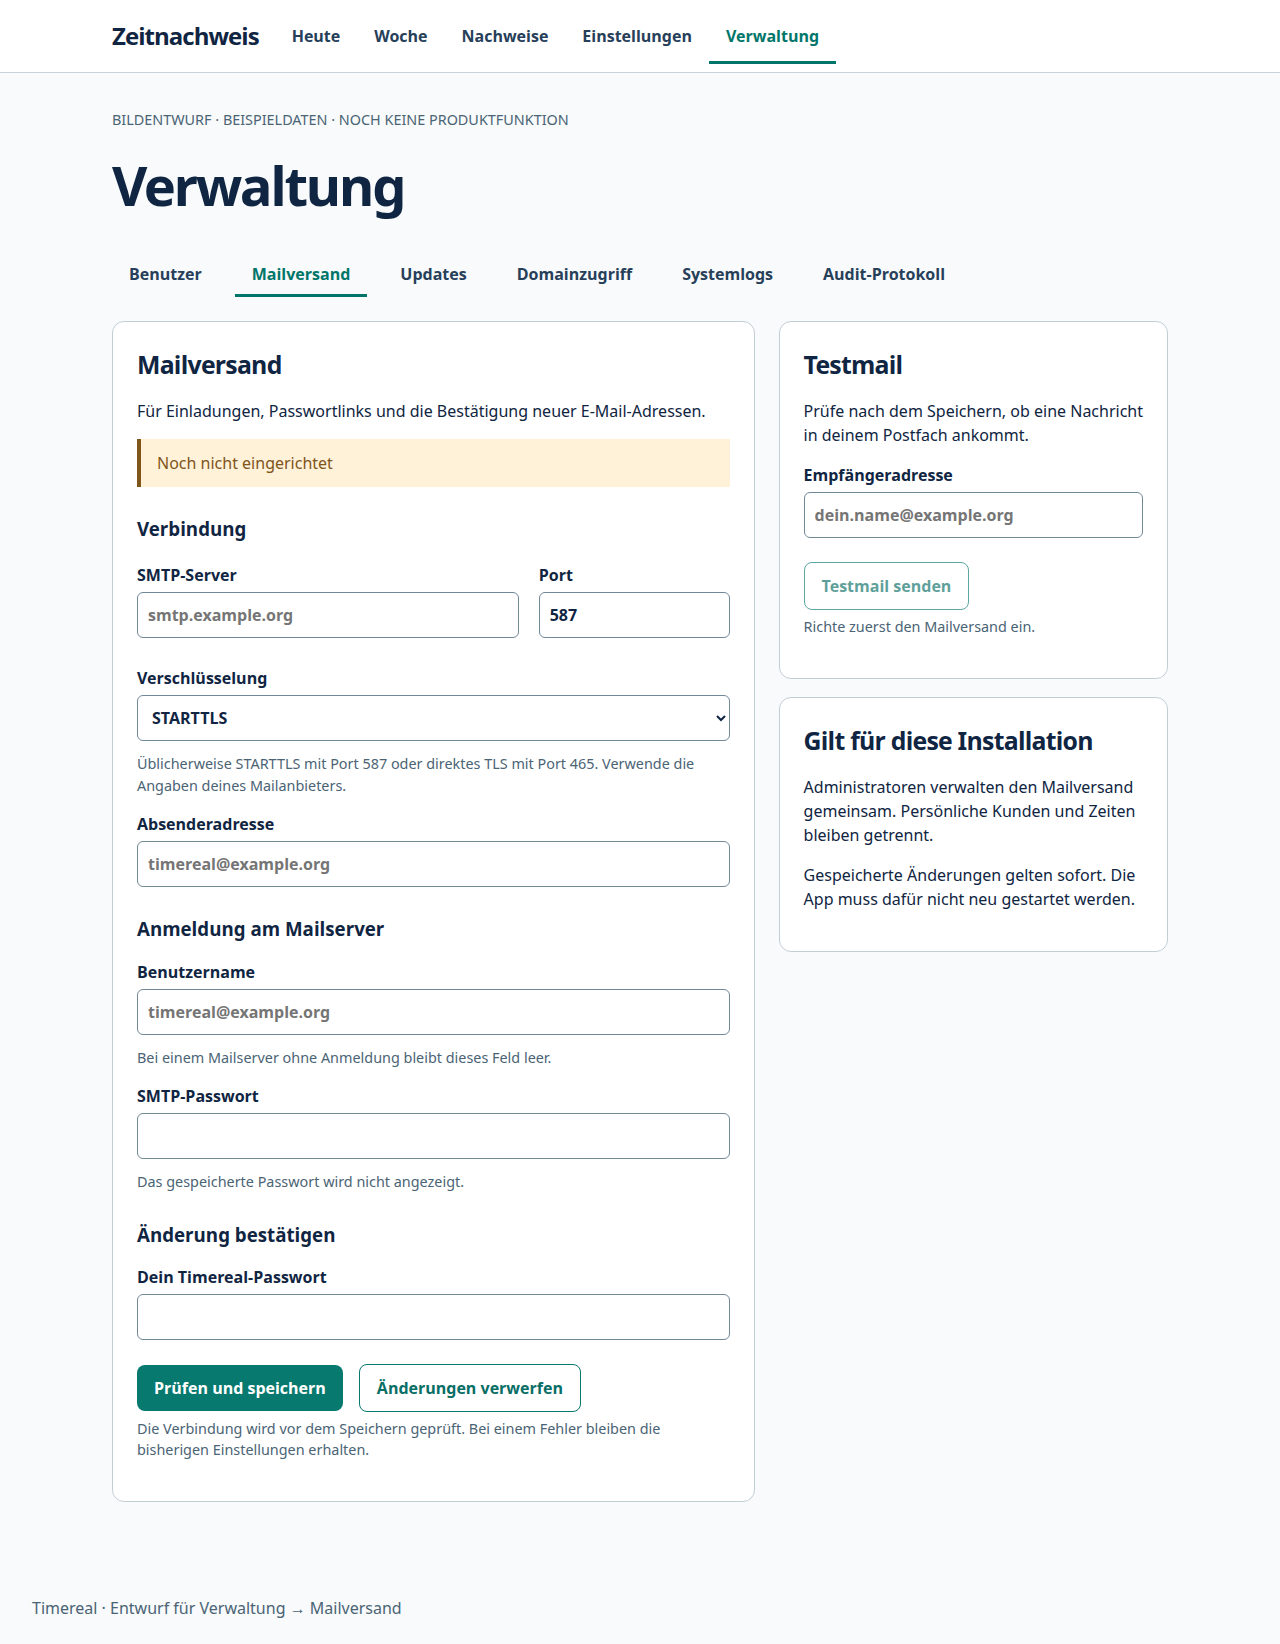 Zeitnachweis Heute Woche Nachweise Einstellungen Verwaltung
BILDENTWURF · BEISPIELDATEN · NOCH KEINE PRODUKTFUNKTION
Verwaltung
Benutzer Mailversand Updates Domainzugriff Systemlogs Audit-Protokoll
Mailversand
Für Einladungen, Passwortlinks und die Bestätigung neuer E-Mail-Adressen.
Noch nicht eingerichtet
Verbindung
SMTP-Server Port
smtp.example.org 587
Verschlüsselung
STARTTLS
Üblicherweise STARTTLS mit Port 587 oder direktes TLS mit Port 465. Verwende die
Angaben deines Mailanbieters.
Absenderadresse
timereal@example.org
Anmeldung am Mailserver
Benutzername
timereal@example.org
Bei einem Mailserver ohne Anmeldung bleibt dieses Feld leer.
SMTP-Passwort
Das gespeicherte Passwort wird nicht angezeigt.
Änderung bestätigen
Dein Timereal-Passwort
Prüfen und speichern Änderungen verwerfen
Die Verbindung wird vor dem Speichern geprüft. Bei einem Fehler bleiben die
bisherigen Einstellungen erhalten.
Testmail
Prüfe nach dem Speichern, ob eine Nachricht
in deinem Postfach ankommt.
Empfängeradresse
dein.name@example.org
Testmail senden
Richte zuerst den Mailversand ein.
Gilt für diese Installation
Administratoren verwalten den Mailversand
gemeinsam. Persönliche Kunden und Zeiten
bleiben getrennt.
Gespeicherte Änderungen gelten sofort. Die
App muss dafür nicht neu gestartet werden.
Timereal · Entwurf für Verwaltung → Mailversand